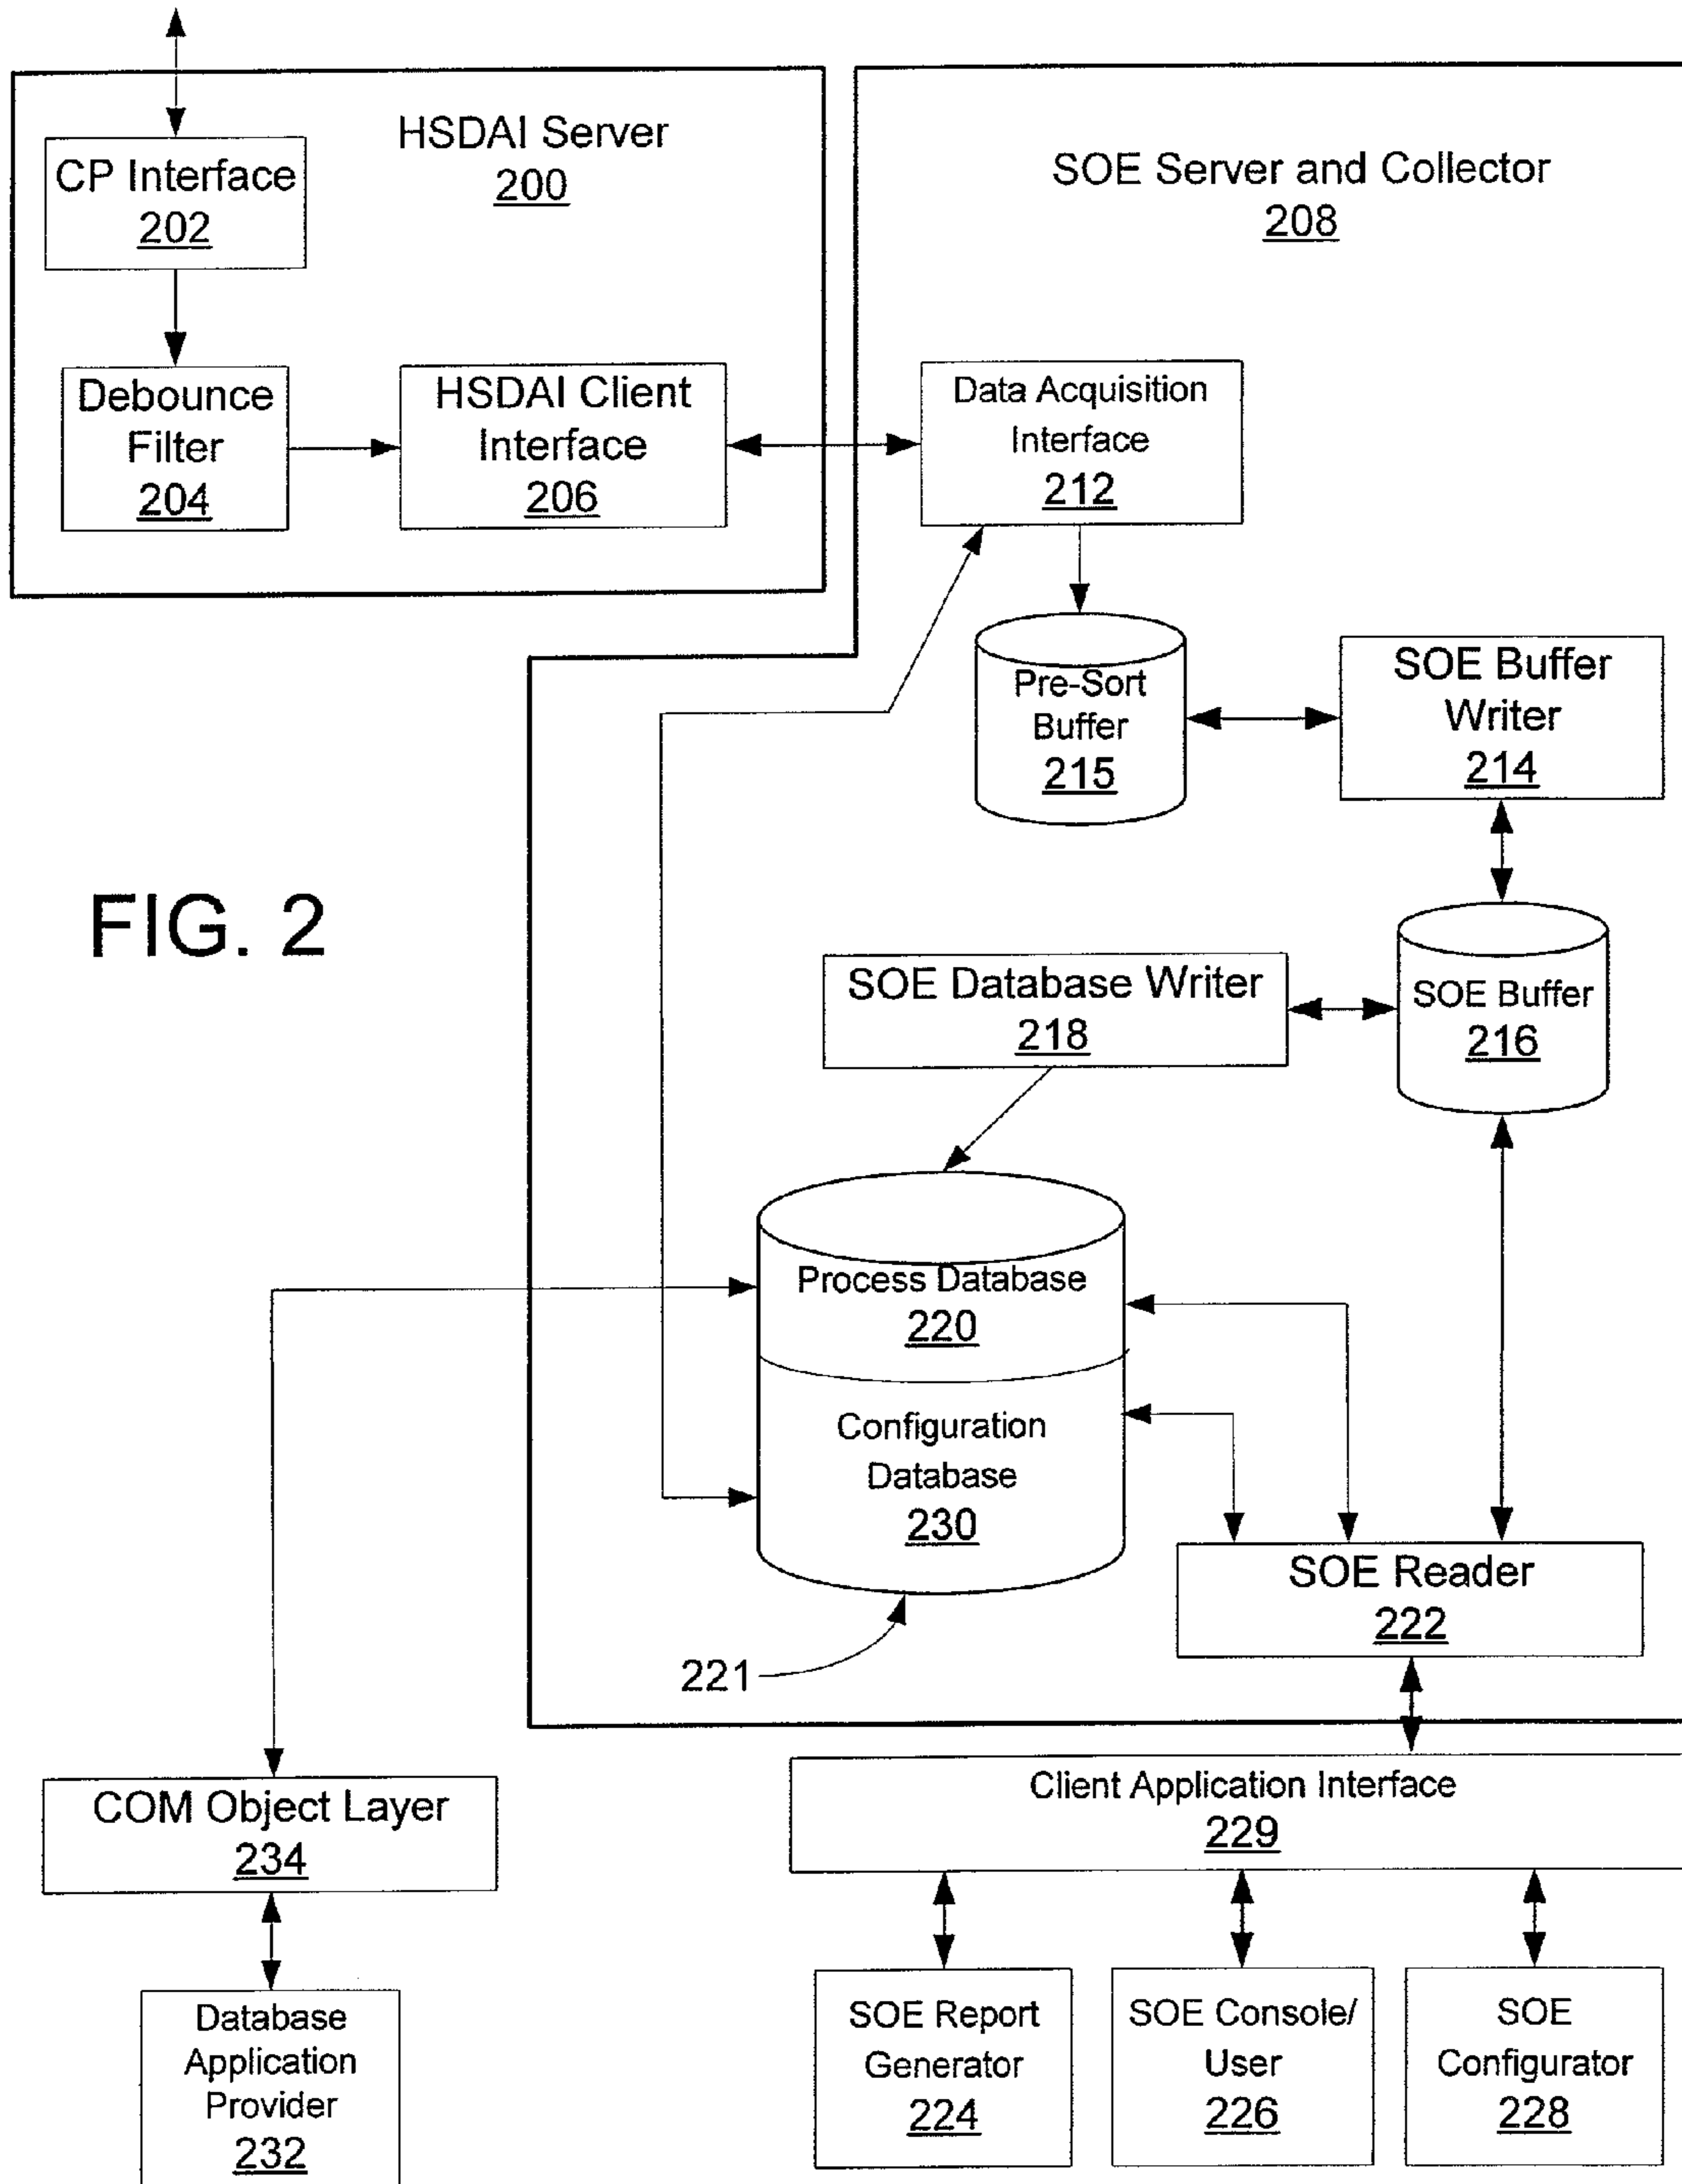 HSDAI Server
200
CP Interface
202
Debounce
Filter
204
HSDAI Client
Interface
206
SOE Server and Collector
208
Data Acquisition
Interface
212
Pre-Sort
Buffer
215
SOE Buffer
Writer
214
FIG. 2
SOE Database Writer
218
SOE Buffer
216
Process Database
220
Configuration
Database
230
221
SOE Reader
222
COM Object Layer
234
Client Application Interface
229
Database
Application
Provider
232
SOE Report
Generator
224
SOE Console/
User
226
SOE
Configurator
228